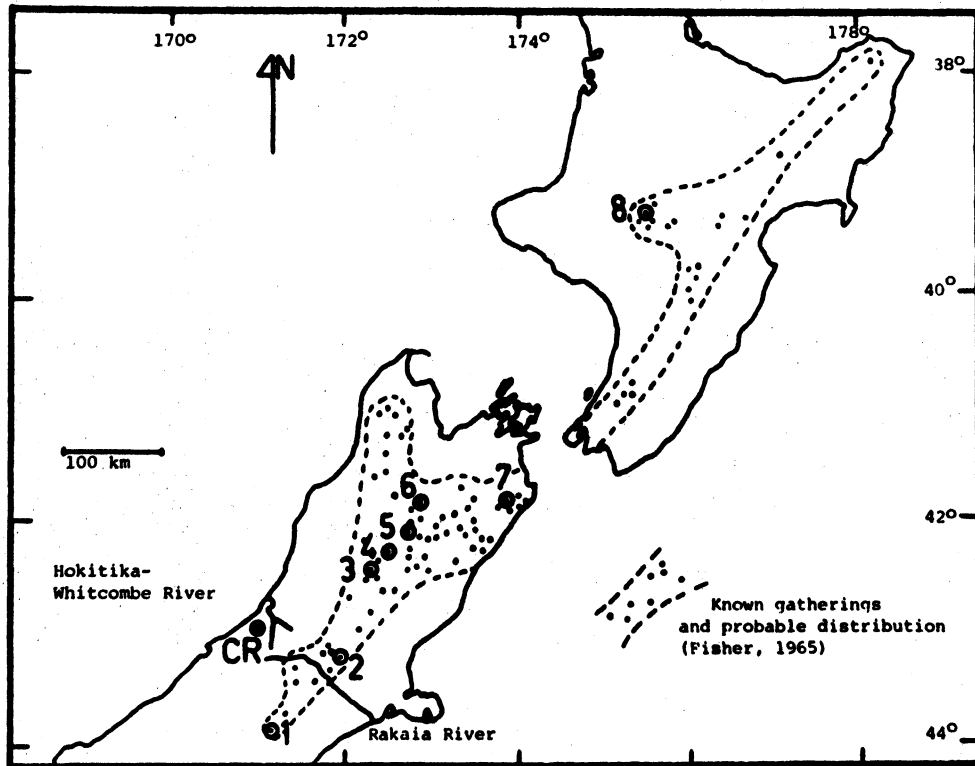 170° 172° 174° 178°
N
38°
8
40°
100 km
6 7
5
4
3
42°
Hokitika-
Whitcombe River
Known gatherings
and probable distribution
(Fisher, 1965)
CR
2
1
Rakaia River
44°